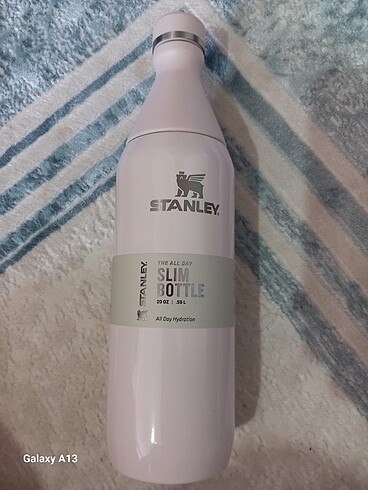 STANLEY
STANLEY
THE ALL DAY
SLIM
BOTTLE
20 OZ | .59 L
All Day Hydration
Galaxy A13